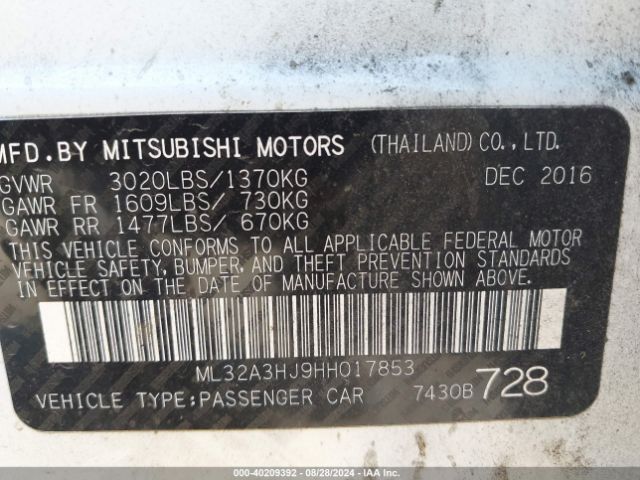 MFD.BY MITSUBISHI MOTORS (THAILAND) CO.,LTD.
GVWR 3020LBS/1370KG DEC 2016
GAWR FR 1609LBS/ 730KG
GAWR RR 1477LBS/ 670KG
THIS VEHICLE CONFORMS TO ALL APPLICABLE FEDERAL MOTOR
VEHICLE SAFETY, BUMPER, AND THEFT PREVENTION STANDARDS
IN EFFECT ON THE DATE OF MANUFACTURE SHOWN ABOVE.
ML32A3HJ9HH017853
VEHICLE TYPE:PASSENGER CAR 7430B 728
000-40209392 - 08/28/2024 - IAA Inc.